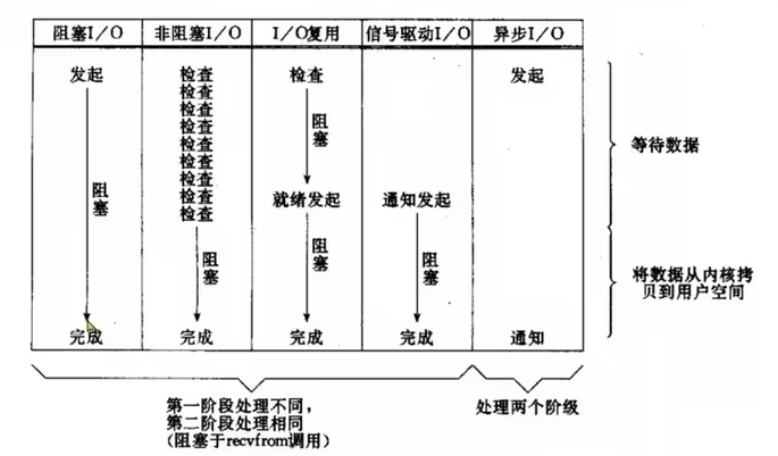 阻塞I/O 非阻塞I/O I/O复用 信号驱动I/O 异步I/O
发起 检查 检查 发起
检查
检查
检查
检查
检查
检查
检查
检查
阻塞
阻塞
就绪发起 通知发起
阻塞
阻塞
阻塞
完成 完成 完成 完成 通知
等待数据
将数据从内核拷
贝到用户空间
第一阶段处理不同，
第二阶段处理相同
（阻塞于recvfrom调用）
处理两个阶级